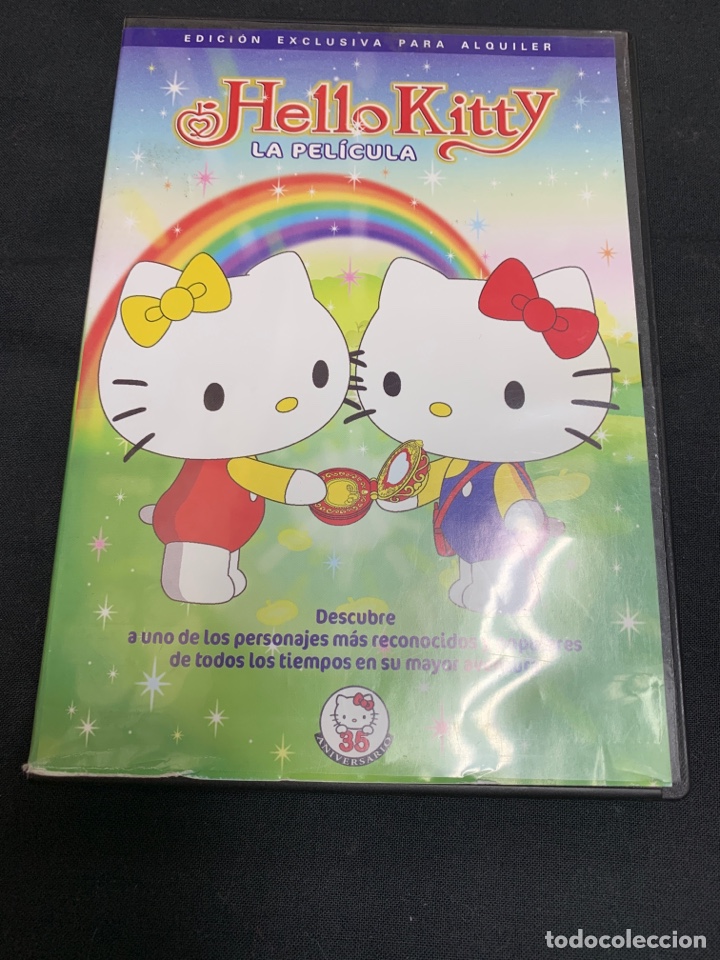 EDICIÓN EXCLUSIVA PARA ALQUILER
Hello Kitty
LA PELÍCULA
Descubre
a uno de los personajes más reconocidos
de todos los tiempos en su mayor
35
ANIVERSARIO
todocoleccion